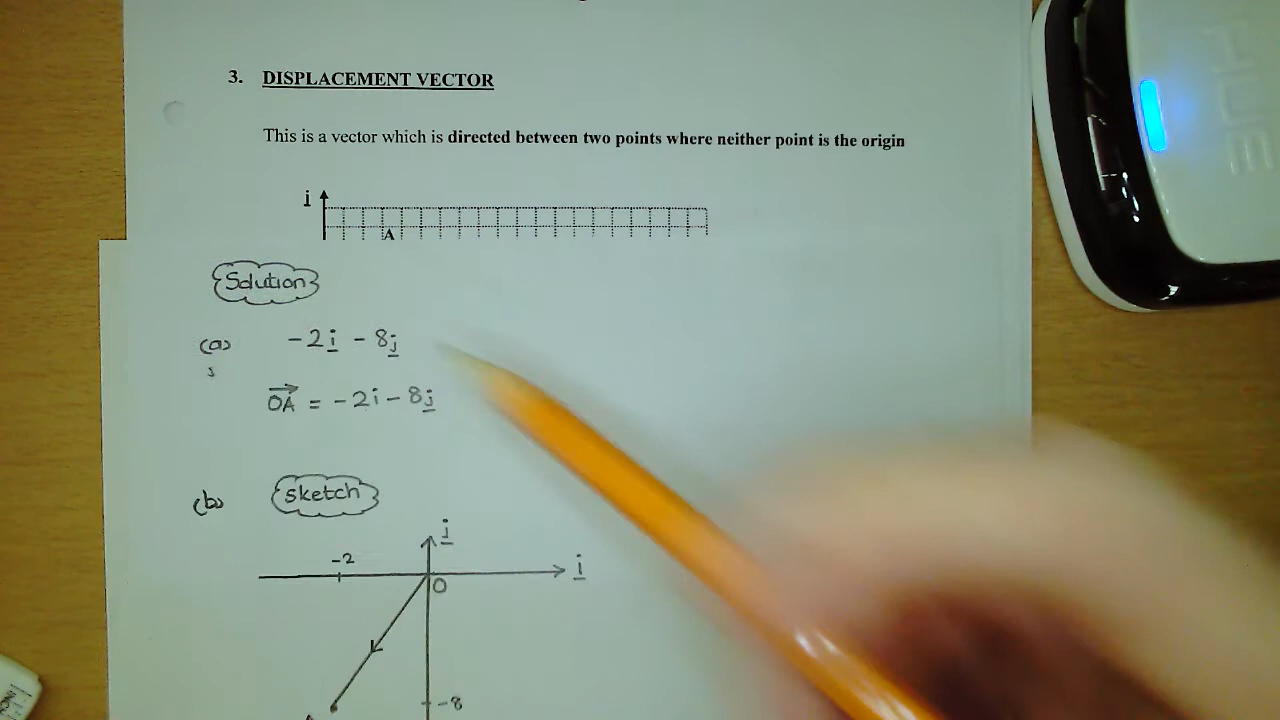 3. DISPLACEMENT VECTOR
This is a vector which is directed between two points where neither point is the origin
j
A
Solution
(a) -2i - 8j
OA = -2i - 8j
(b) Sketch
j
-2
i
O
-8